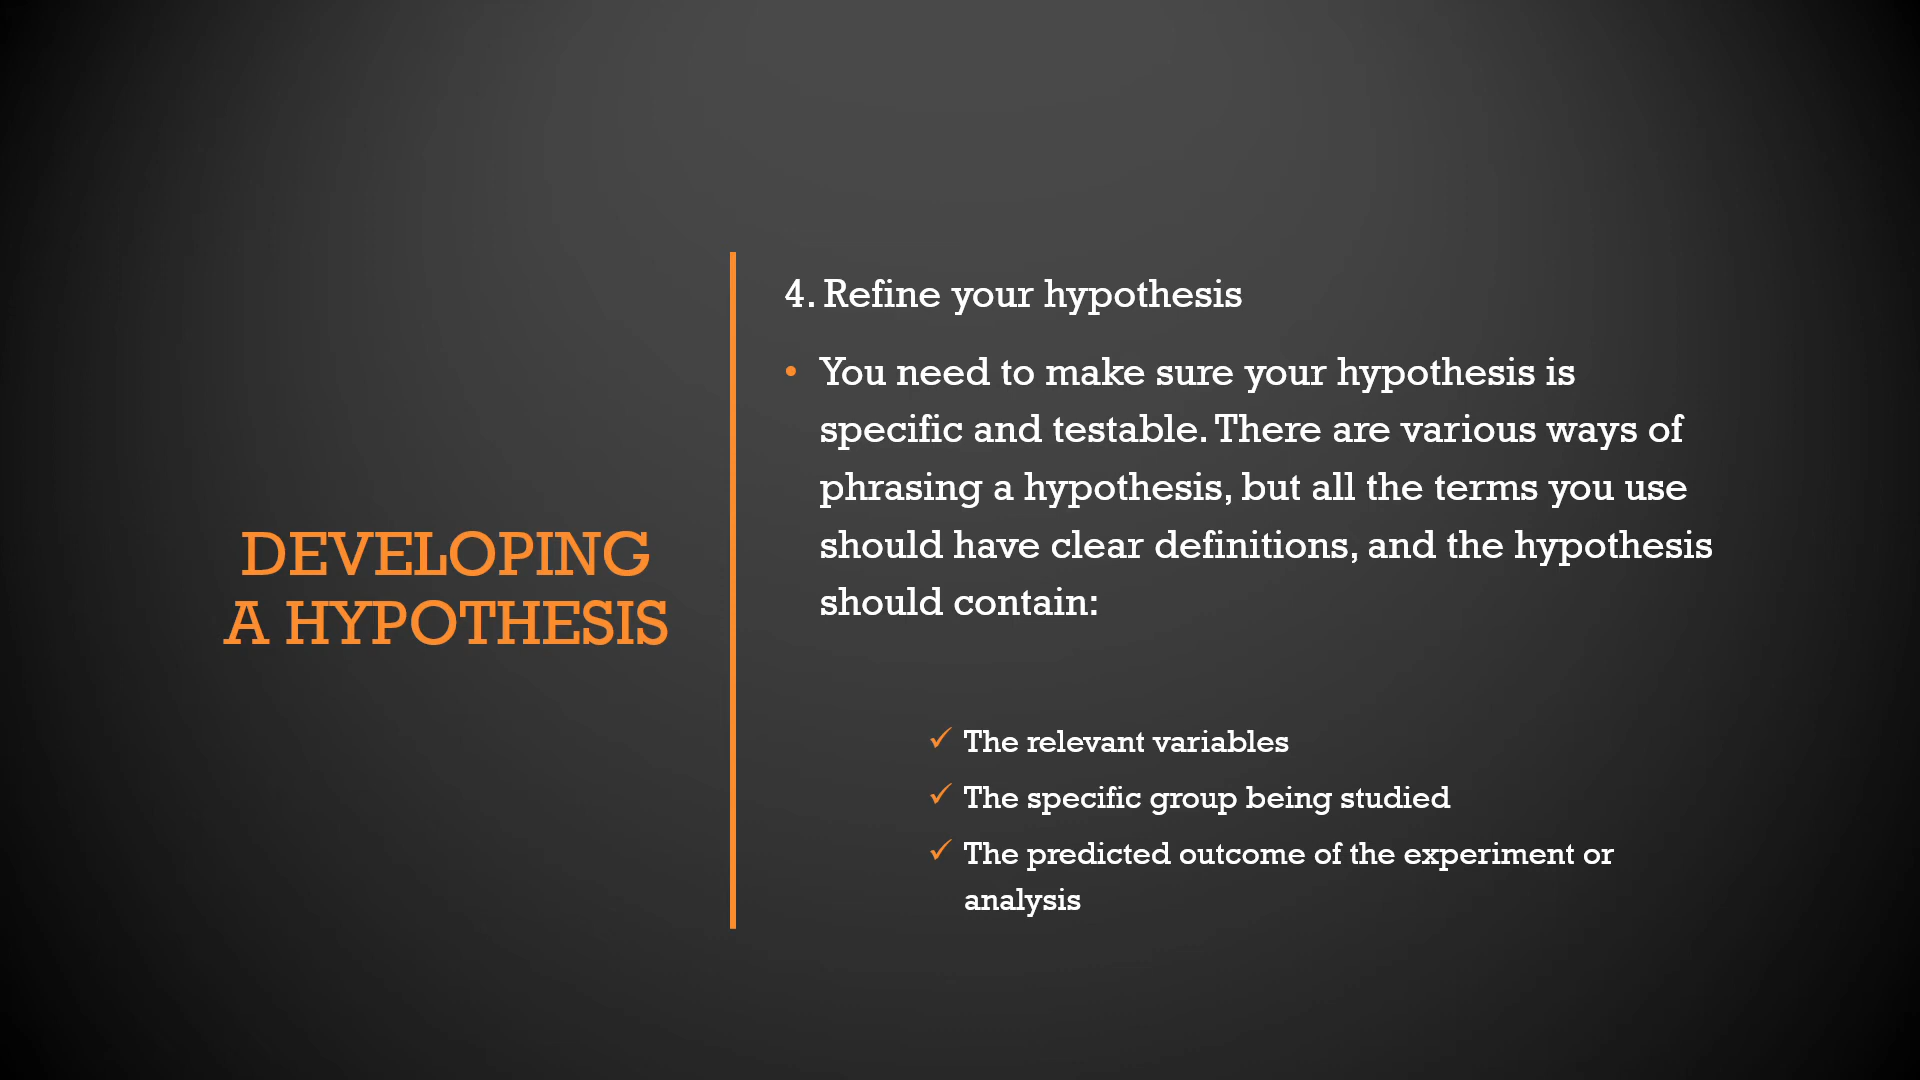 DEVELOPING
A HYPOTHESIS
4. Refine your hypothesis
• You need to make sure your hypothesis is
specific and testable. There are various ways of
phrasing a hypothesis, but all the terms you use
should have clear definitions, and the hypothesis
should contain:
✓ The relevant variables
✓ The specific group being studied
✓ The predicted outcome of the experiment or
analysis